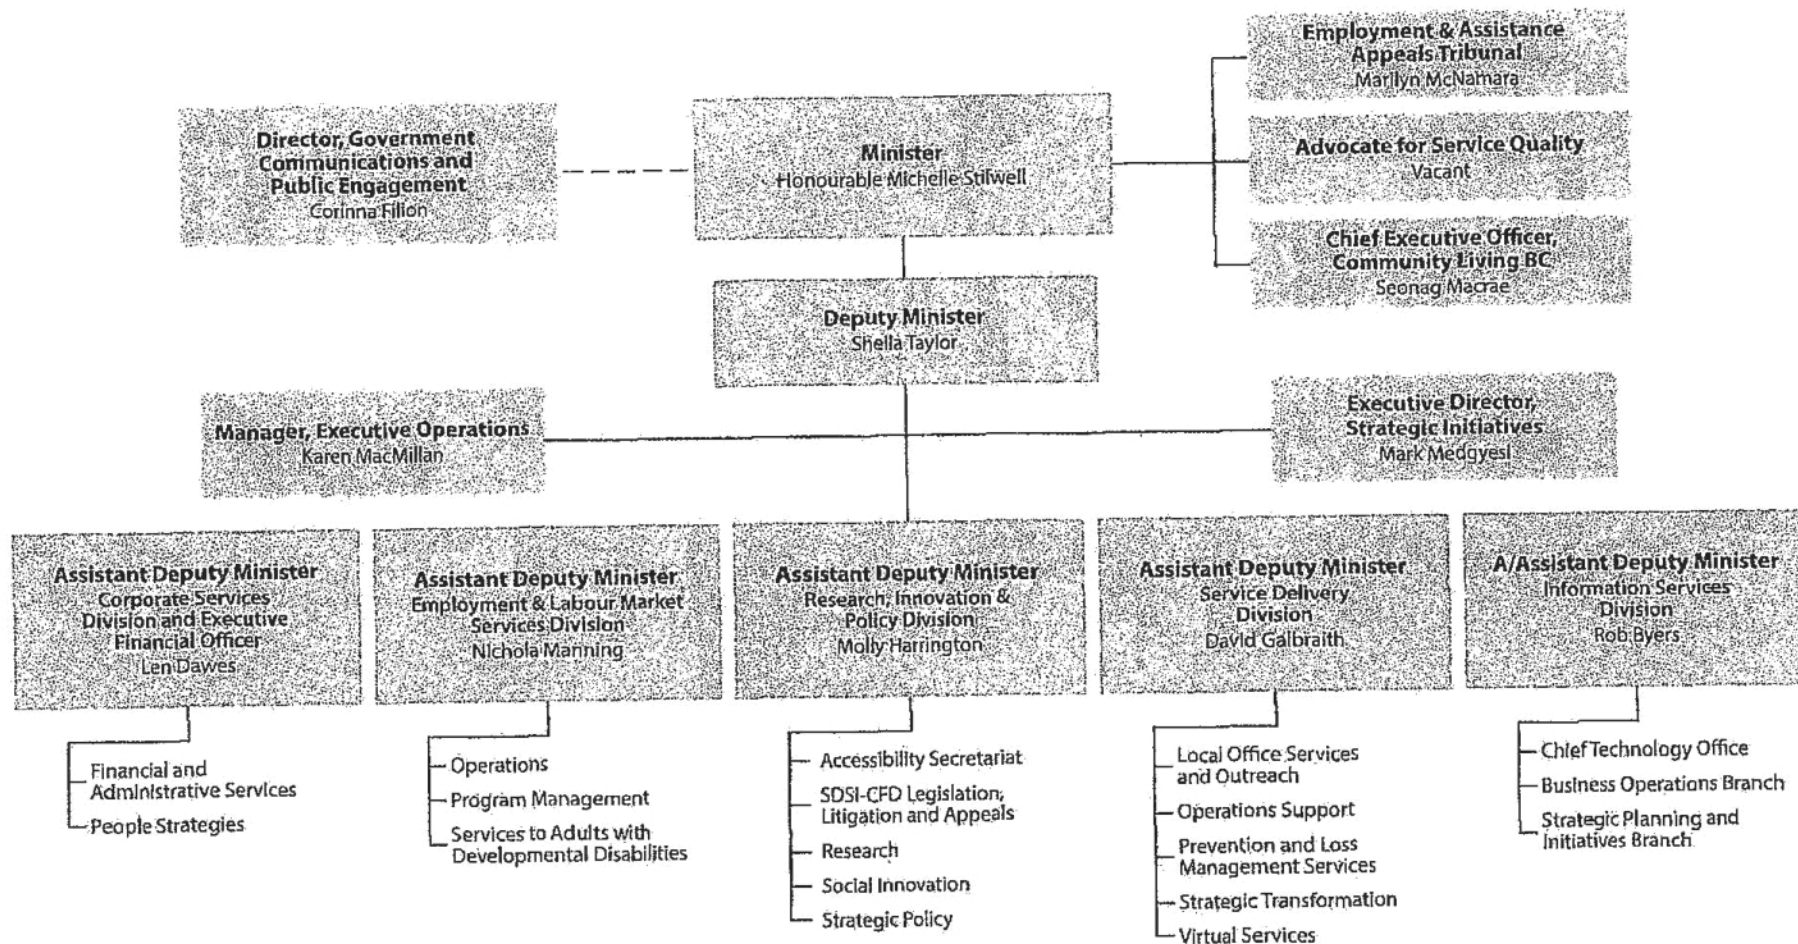 Employment & Assistance
Appeals Tribunal
Marilyn McNamara
Director, Government
Communications and
Public Engagement
Corinna Filion
Minister
Honourable Michelle Stilwell
Advocate for Service Quality
Vacant
Chief Executive Officer,
Community Living BC
Seonag Macrae
Deputy Minister
Sheila Taylor
Manager, Executive Operations
Karen MacMillan
Executive Director,
Strategic Initiatives
Mark Medgyesi
Assistant Deputy Minister
Corporate Services
Division and Executive
Financial Officer
Len Dawes
Financial and
Administrative Services
People Strategies
Assistant Deputy Minister
Employment & Labour Market
Services Division
Nichola Manning
Operations
Program Management
Services to Adults with
Developmental Disabilities
Assistant Deputy Minister
Research, Innovation &
Policy Division
Molly Harrington
Accessibility Secretariat
SDSI-CFD Legislation,
Litigation and Appeals
Research
Social Innovation
Strategic Policy
Assistant Deputy Minister
Service Delivery
Division
David Galbraith
Local Office Services
and Outreach
Operations Support
Prevention and Loss
Management Services
Strategic Transformation
Virtual Services
A/Assistant Deputy Minister
Information Services
Division
Rob Byers
Chief Technology Office
Business Operations Branch
Strategic Planning and
Initiatives Branch